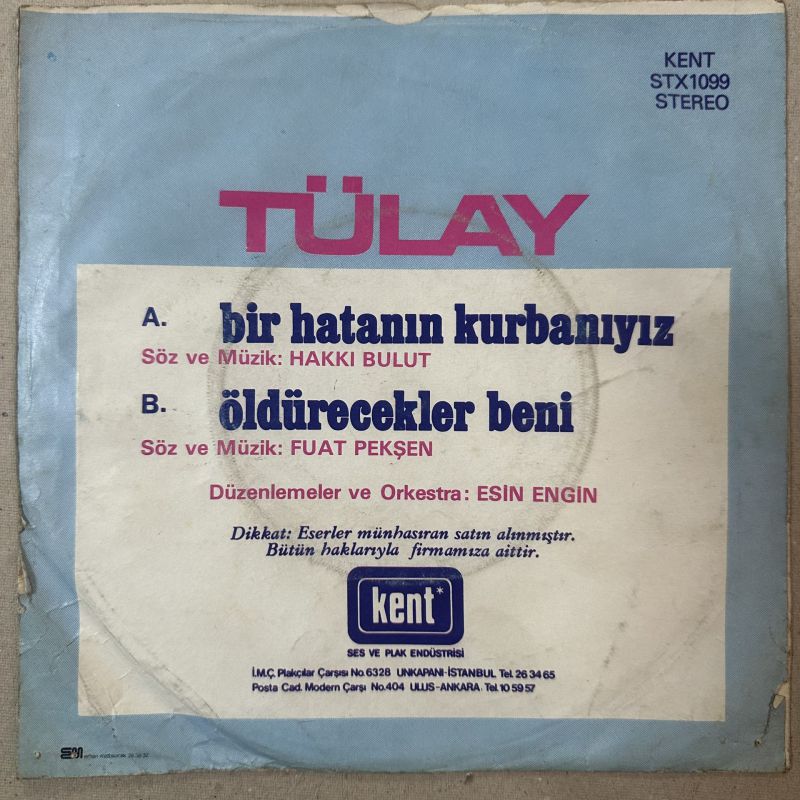 KENT
STX1099
STEREO
TÜLAY
A. bir hatanın kurbanıyız
Söz ve Müzik: HAKKI BULUT
B. öldürecekler beni
Söz ve Müzik: FUAT PEKŞEN
Düzenlemeler ve Orkestra: ESİN ENGİN
Dikkat: Eserler münhasıran satın alınmıştır.
Bütün haklarıyla firmamıza aittir.
kent*
SES VE PLAK ENDÜSTRİSİ
İ.M.Ç. Plakçılar Çarşısı No.6328 UNKAPANI-İSTANBUL Tel. 26 34 65
Posta Cad. Modern Çarşı No.404 ULUS-ANKARA Tel. 10 59 57